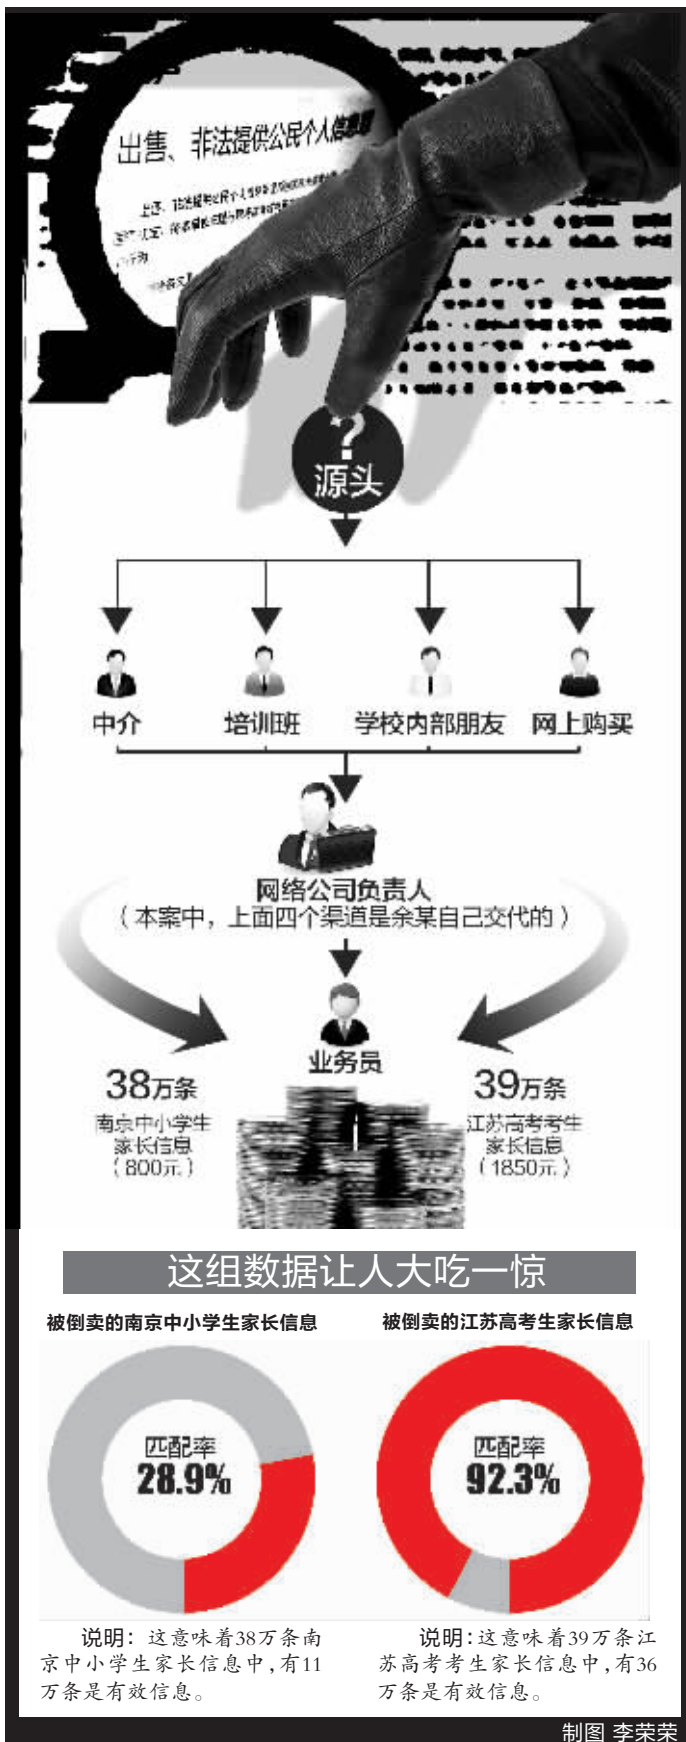 出售、非法提供公民个人信息罪
?
源头
中介
培训班
学校内部朋友
网上购买
网络公司负责人
（本案中，上面四个渠道是余某自己交代的）
业务员
38万条
南京中小学生
家长信息
（800元）
39万条
江苏高考考生
家长信息
（1850元）
这组数据让人大吃一惊
被倒卖的南京中小学生家长信息
被倒卖的江苏高考生家长信息
匹配率
28.9%
匹配率
92.3%
说明：这意味着38万条南
京中小学生家长信息中，有11
万条是有效信息。
说明：这意味着39万条江
苏高考考生家长信息中，有36
万条是有效信息。
制图 李荣荣